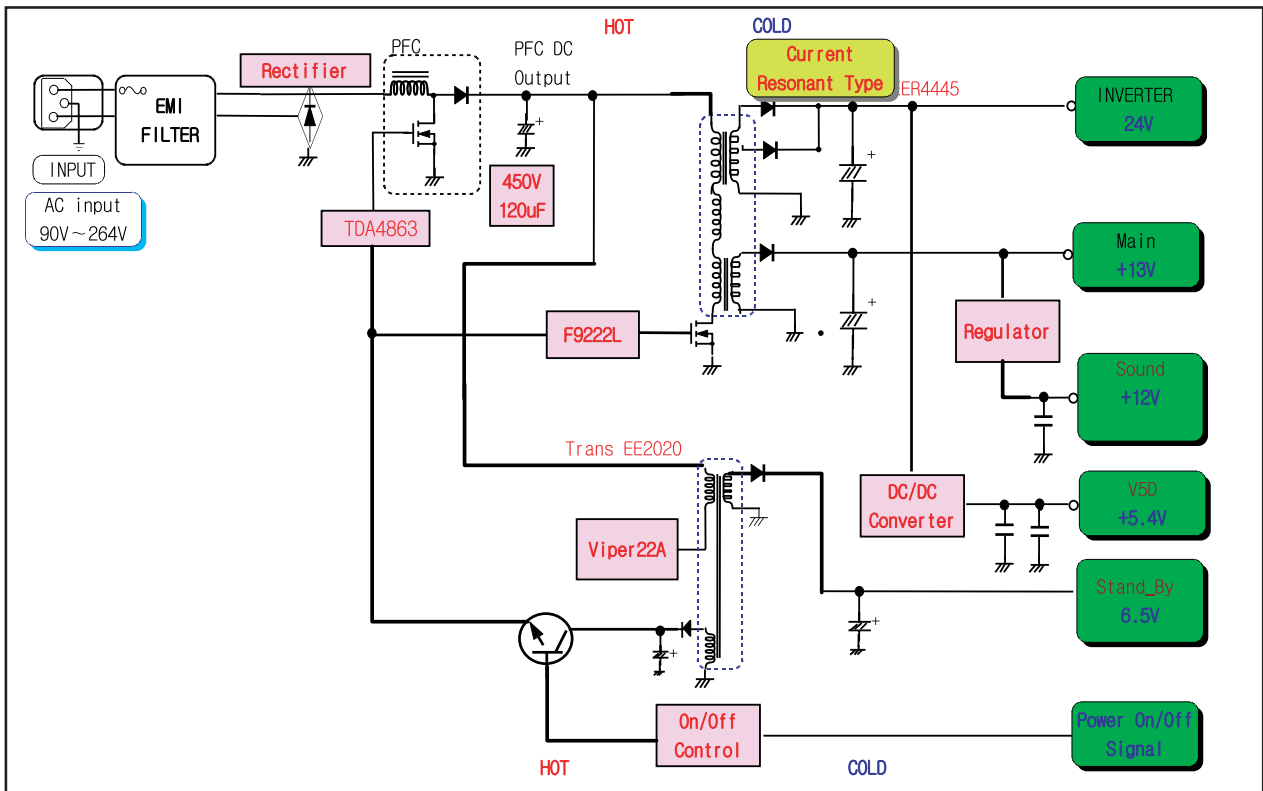 HOT
COLD
PFC
PFC DC
Output
Current
Resonant Type
Rectifier
EER4445
EMI
FILTER
INVERTER
24V
INPUT
AC input
90V~264V
450V
120uF
TDA4863
Main
+13V
F9222L
Regulator
Sound
+12V
Trans EE2020
DC/DC
Converter
V5D
+5.4V
Viper22A
Stand_By
6.5V
On/Off
Control
Power On/Off
Signal
HOT
COLD